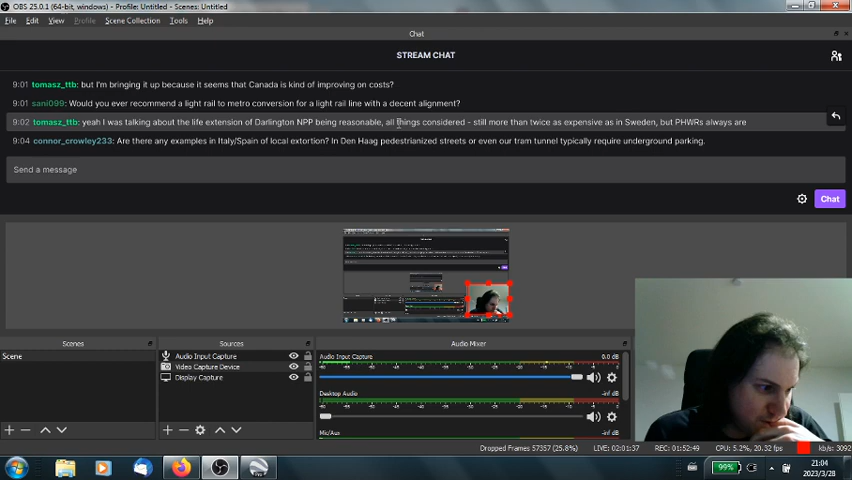 OBS 25.0.1 (64-bit, windows) - Profile: Untitled - Scenes: Untitled
File Edit View Profile Scene Collection Tools Help
Chat
STREAM CHAT
9:01 tomasz_ttb: but I'm bringing it up because it seems that Canada is kind of improving on costs?
9:01 sani099: Would you ever recommend a light rail to metro conversion for a light rail line with a decent alignment?
9:02 tomasz_ttb: yeah I was talking about the life extension of Darlington NPP being reasonable, all things considered - still more than twice as expensive as in Sweden, but PHWRs always are
9:04 connor_crowley233: Are there any examples in Italy/Spain of local extortion? In Den Haag pedestrianized streets or even our tram tunnel typically require underground parking.
Send a message
Chat
Scenes Sources Audio Mixer
Scene Audio Input Capture Audio Input Capture 0.0 dB
Video Capture Device
Display Capture Desktop Audio -inf dB
Mic/Aux -inf dB
Dropped Frames 57357 (25.8%) LIVE: 02:01:37 REC: 01:52:49 CPU: 5.2%, 20.32 fps kb/s: 3092
99% 21:04
2023/3/28